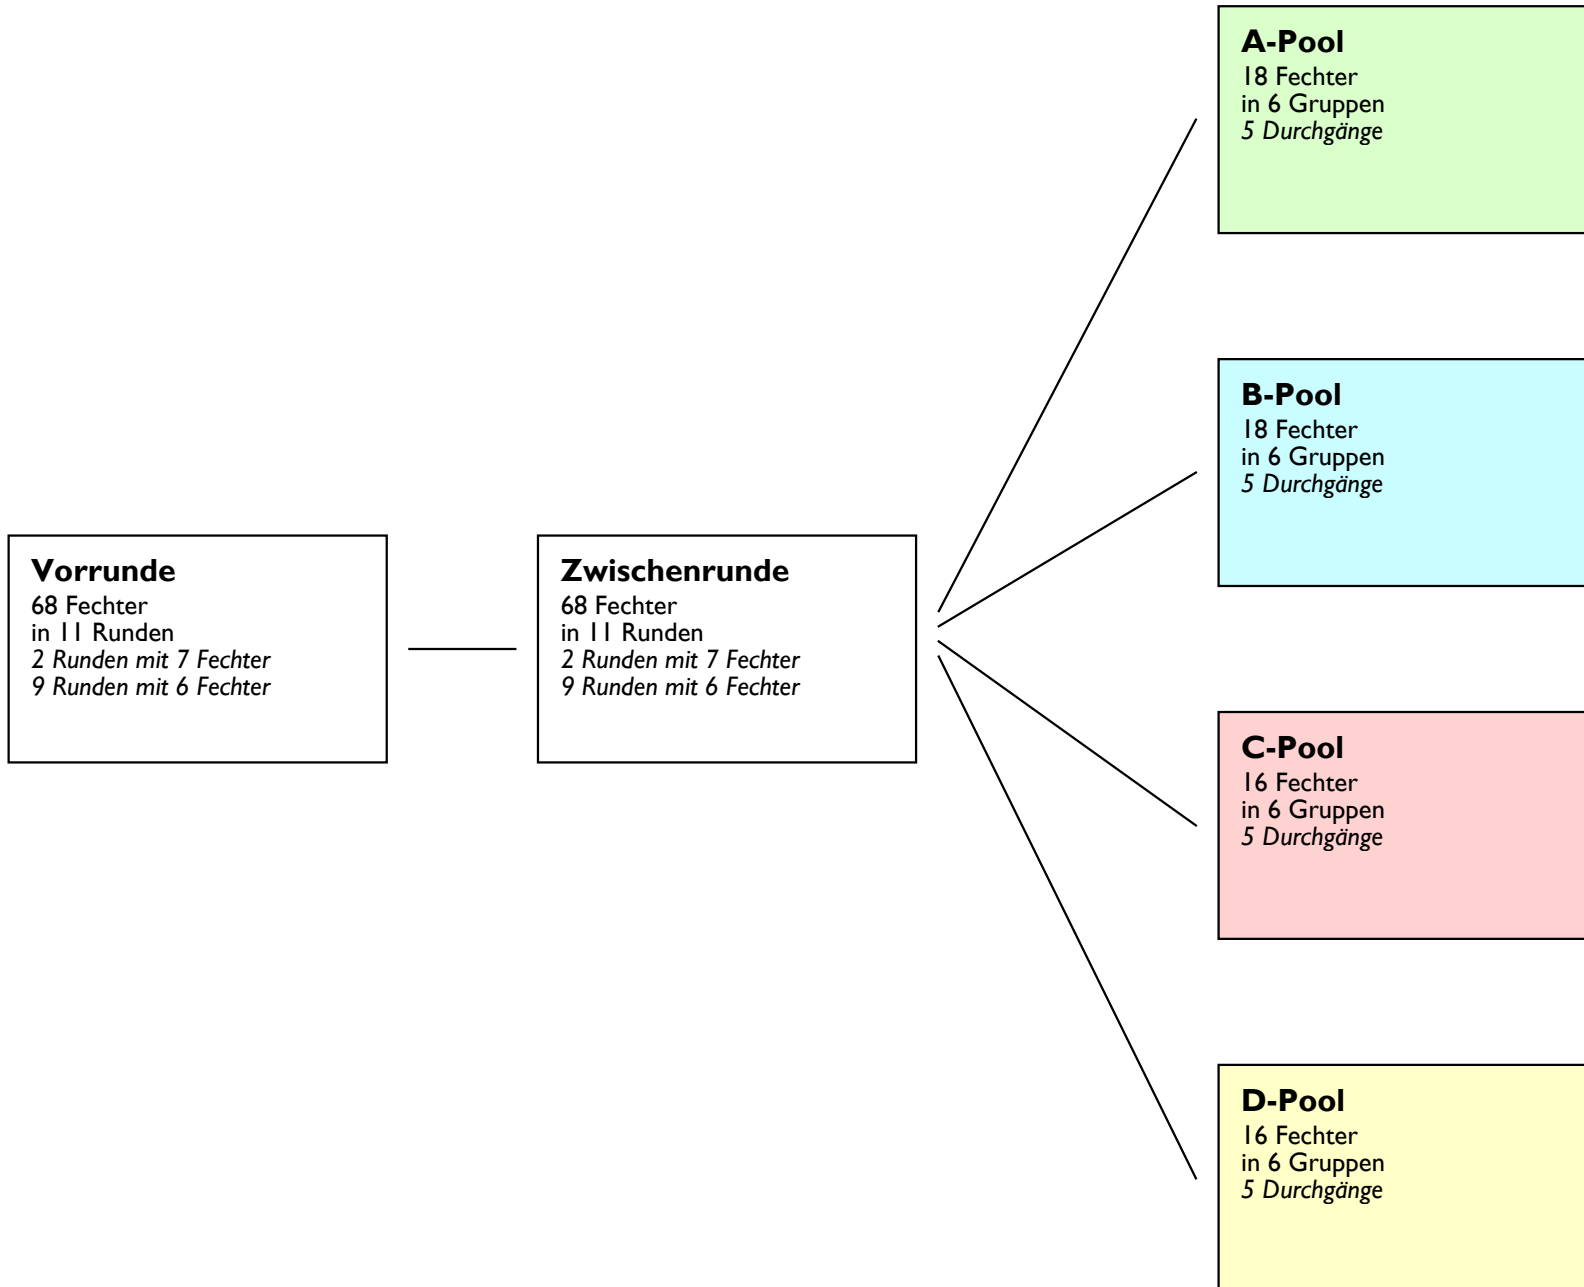 Vorrunde
68 Fechter
in 11 Runden
2 Runden mit 7 Fechter
9 Runden mit 6 Fechter
Zwischenrunde
68 Fechter
in 11 Runden
2 Runden mit 7 Fechter
9 Runden mit 6 Fechter
A-Pool
18 Fechter
in 6 Gruppen
5 Durchgänge
B-Pool
18 Fechter
in 6 Gruppen
5 Durchgänge
C-Pool
16 Fechter
in 6 Gruppen
5 Durchgänge
D-Pool
16 Fechter
in 6 Gruppen
5 Durchgänge